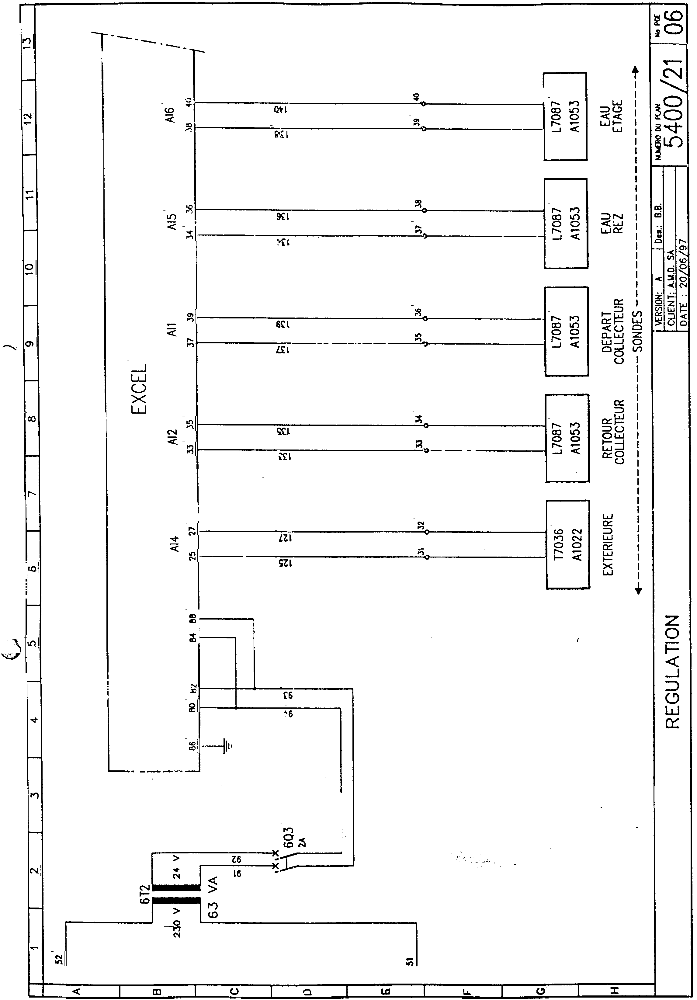 1 2 3 4 5 6 7 8 9 10 11 12 13
A
B
C
D
E
F
G
H
52
51
6T2
230 V
24 V
63 VA
91
92
6Q3
2A
EXCEL
86
80
82
84
88
93
AI4
25 27
125
127
31
32
T7036
A1022
EXTERIEURE
AI2
33 35
133
135
33
34
L7087
A1053
RETOUR
COLLECTEUR
AI1
37 39
137
139
35
36
L7087
A1053
DEPART
COLLECTEUR
AI5
34 36
134
136
37
38
L7087
A1053
EAU
REZ
AI6
38 40
138
140
39
40
L7087
A1053
EAU
ETAGE
SONDES
REGULATION
VERSION: A
Des.: B.B.
CLIENT: A.M.D. SA
DATE : 20/06/97
NUMERO DU PLAN
5400/21
No PGE
06